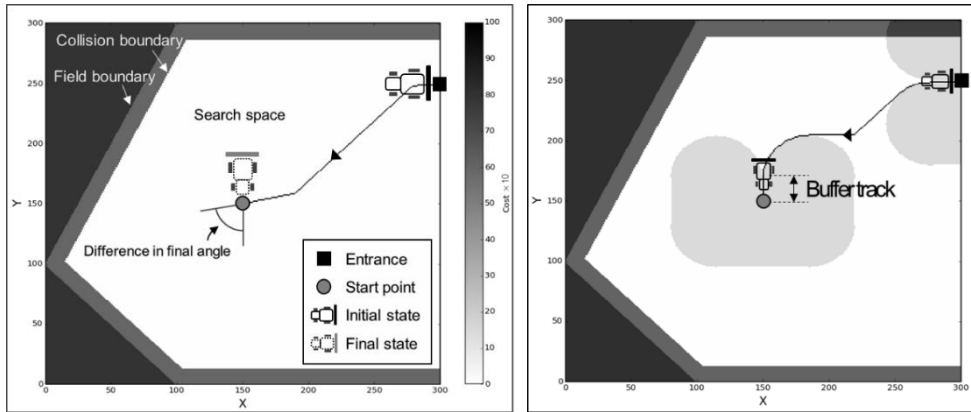 300
250
200
150
100
50
0
Y
Collision boundary
Field boundary
Search space
Difference in final angle
Entrance
Start point
Initial state
Final state
0
50
100
150
200
250
300
X
100
90
80
70
60
50
40
30
20
10
0
Cost × 10
300
250
200
150
100
50
0
Y
Buffer track
0
50
100
150
200
250
300
X